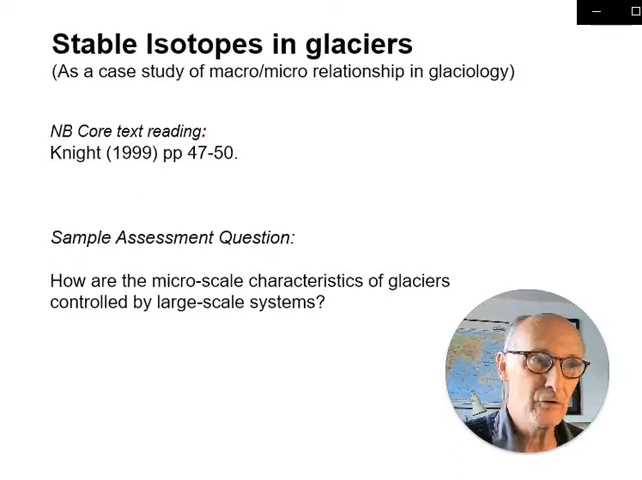 Stable Isotopes in glaciers
(As a case study of macro/micro relationship in glaciology)
NB Core text reading:
Knight (1999) pp 47-50.
Sample Assessment Question:
How are the micro-scale characteristics of glaciers
controlled by large-scale systems?